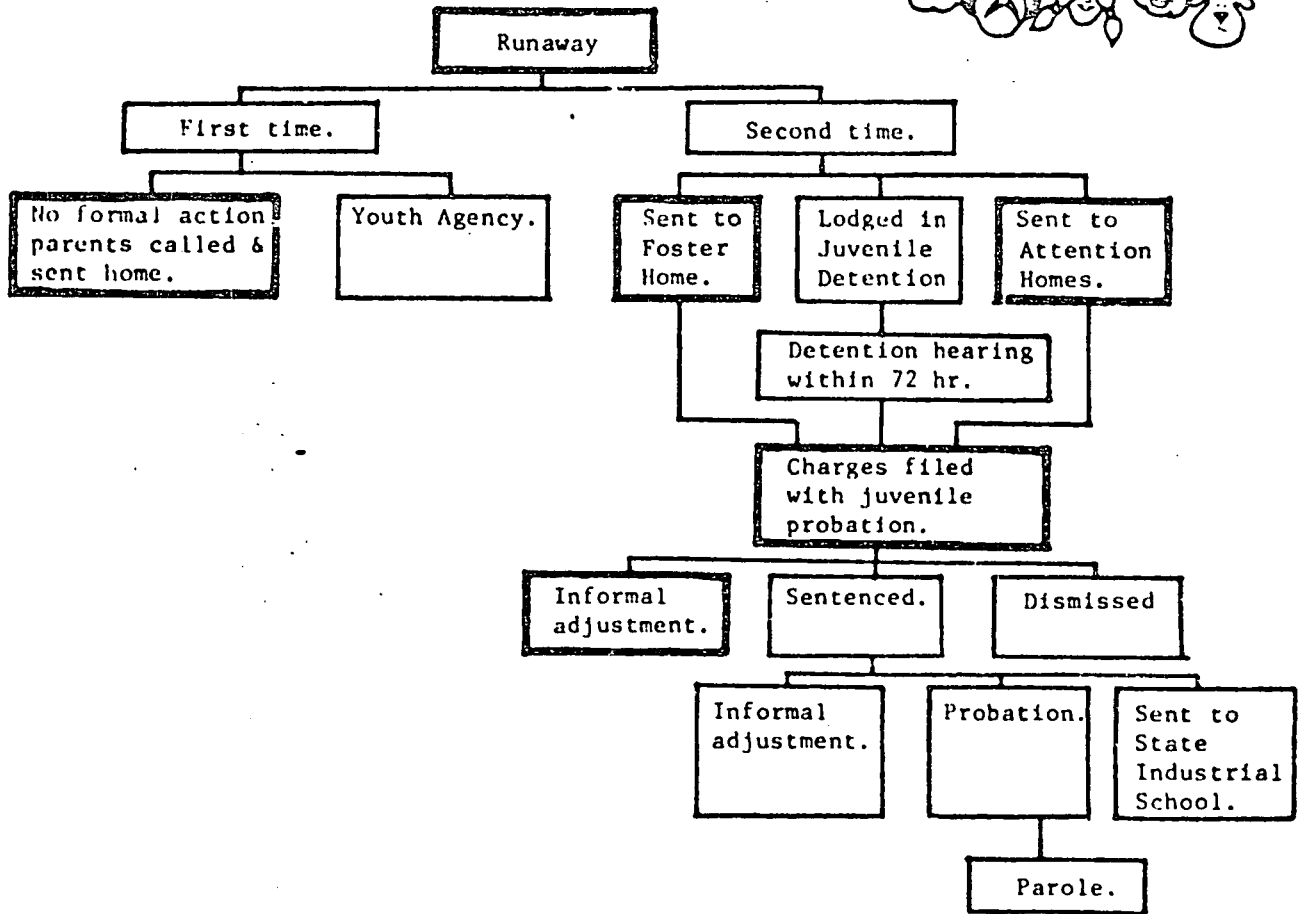 Runaway
First time.
Second time.
No formal action
parents called &
sent home.
Youth Agency.
Sent to
Foster
Home.
Lodged in
Juvenile
Detention
Sent to
Attention
Homes.
Detention hearing
within 72 hr.
Charges filed
with juvenile
probation.
Informal
adjustment.
Sentenced.
Dismissed
Informal
adjustment.
Probation.
Sent to
State
Industrial
School.
Parole.